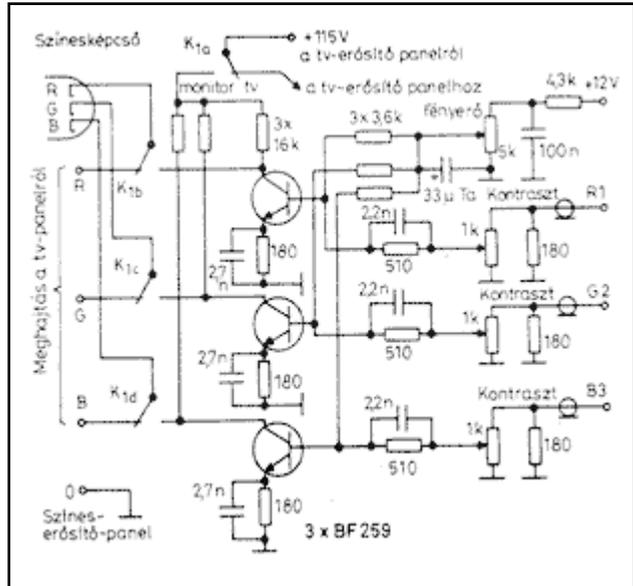 Színesképcső
K1a
+115V
a tv-erősítő panelről
monitor tv
a tv-erősítő panelhoz
R
G
B
3x
16k
3x 3,6k
fényerő
4,3k
+12V
5k
100n
33µ Ta
R
K1b
2,2n
Kontraszt
R1
1k
180
510
180
2,7
n
Meghajtás a tv-panelről
K1c
G
2,2n
Kontraszt
G2
1k
180
510
2,7n
180
K1d
B
2,2n
Kontraszt
B3
1k
180
510
2,7n
180
0
Színes-
erősítő-panel
3 x BF 259